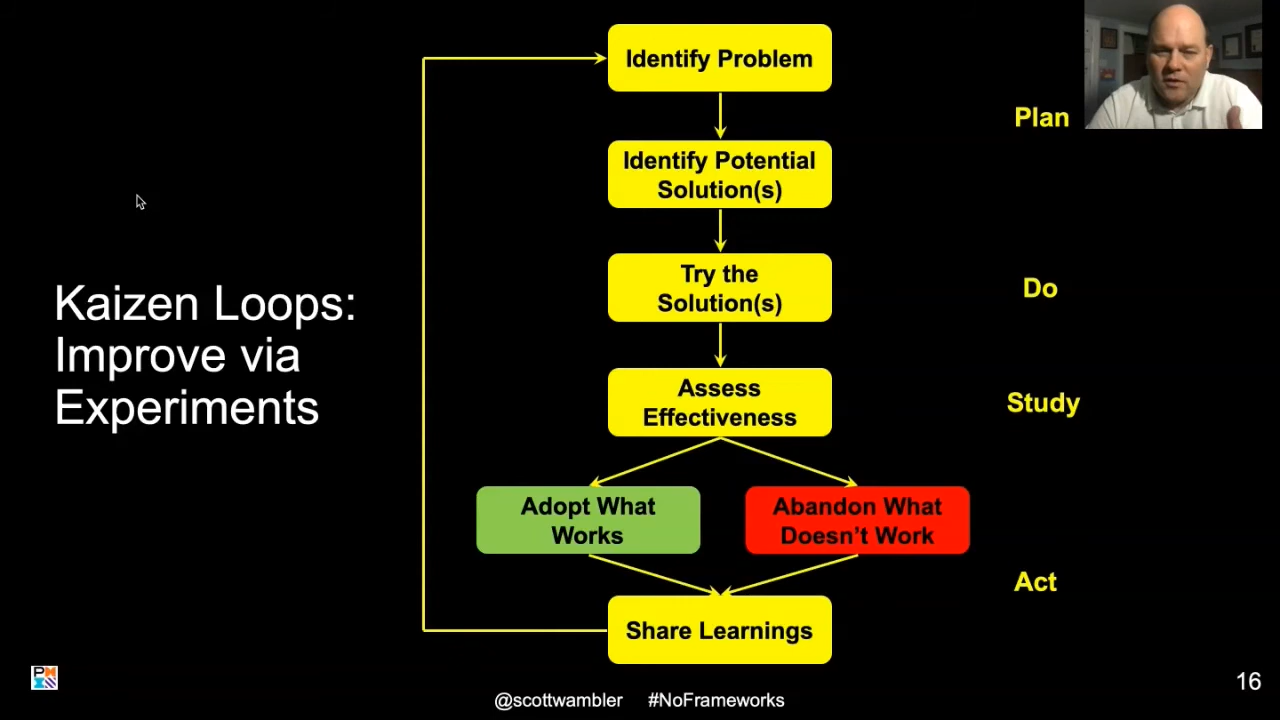 Identify Problem
Plan
Identify Potential
Solution(s)
Try the
Solution(s)
Do
Kaizen Loops:
Improve via
Experiments
Assess
Effectiveness
Study
Adopt What
Works
Abandon What
Doesn't Work
Act
Share Learnings
@scottwambler #NoFrameworks
16